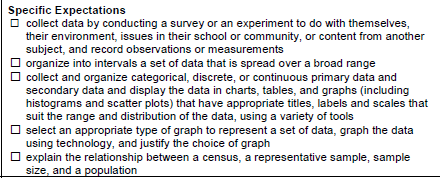 Specific Expectations
☐ collect data by conducting a survey or an experiment to do with themselves,
their environment, issues in their school or community, or content from another
subject, and record observations or measurements
☐ organize into intervals a set of data that is spread over a broad range
☐ collect and organize categorical, discrete, or continuous primary data and
secondary data and display the data in charts, tables, and graphs (including
histograms and scatter plots) that have appropriate titles, labels and scales that
suit the range and distribution of the data, using a variety of tools
☐ select an appropriate type of graph to represent a set of data, graph the data
using technology, and justify the choice of graph
☐ explain the relationship between a census, a representative sample, sample
size, and a population